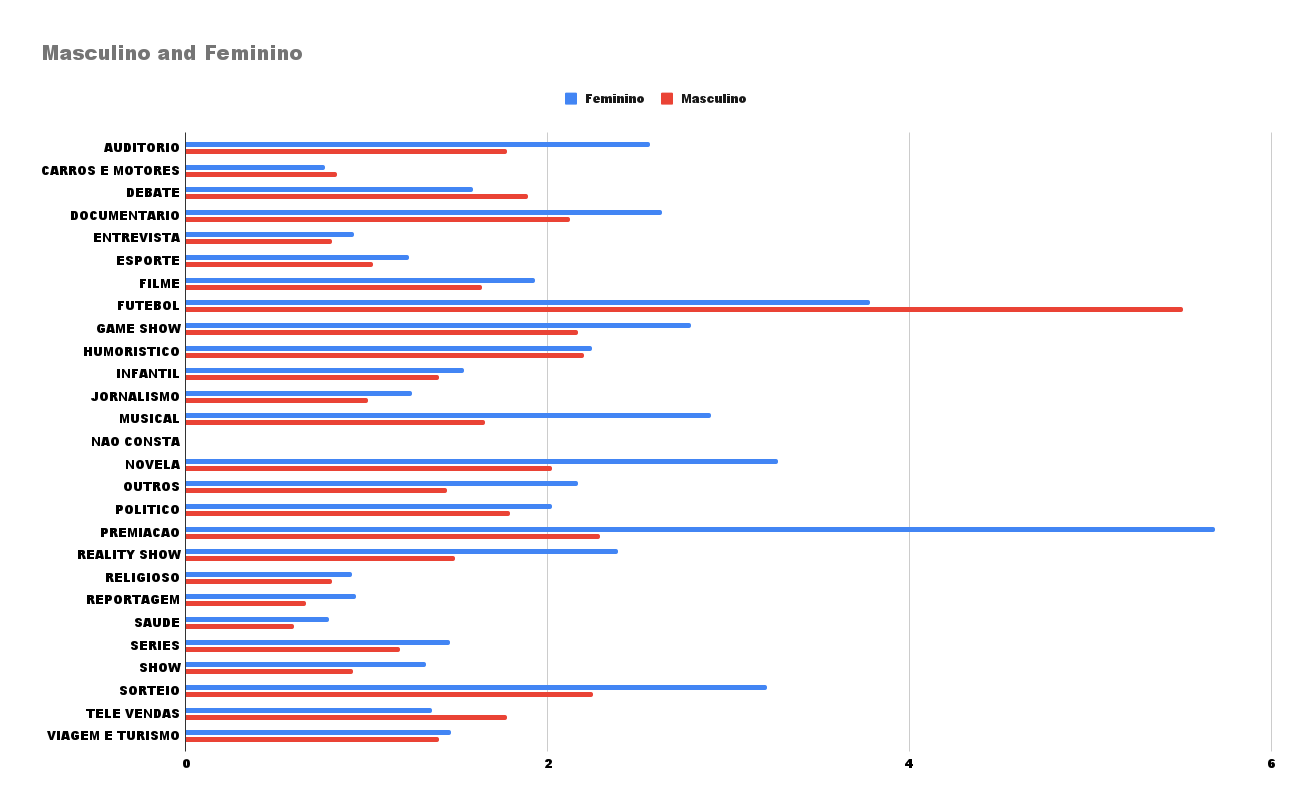 Masculino and Feminino
Feminino Masculino
AUDITORIO
CARROS E MOTORES
DEBATE
DOCUMENTARIO
ENTREVISTA
ESPORTE
FILME
FUTEBOL
GAME SHOW
HUMORISTICO
INFANTIL
JORNALISMO
MUSICAL
NAO CONSTA
NOVELA
OUTROS
POLITICO
PREMIACAO
REALITY SHOW
RELIGIOSO
REPORTAGEM
SAUDE
SERIES
SHOW
SORTEIO
TELE VENDAS
VIAGEM E TURISMO
0 2 4 6